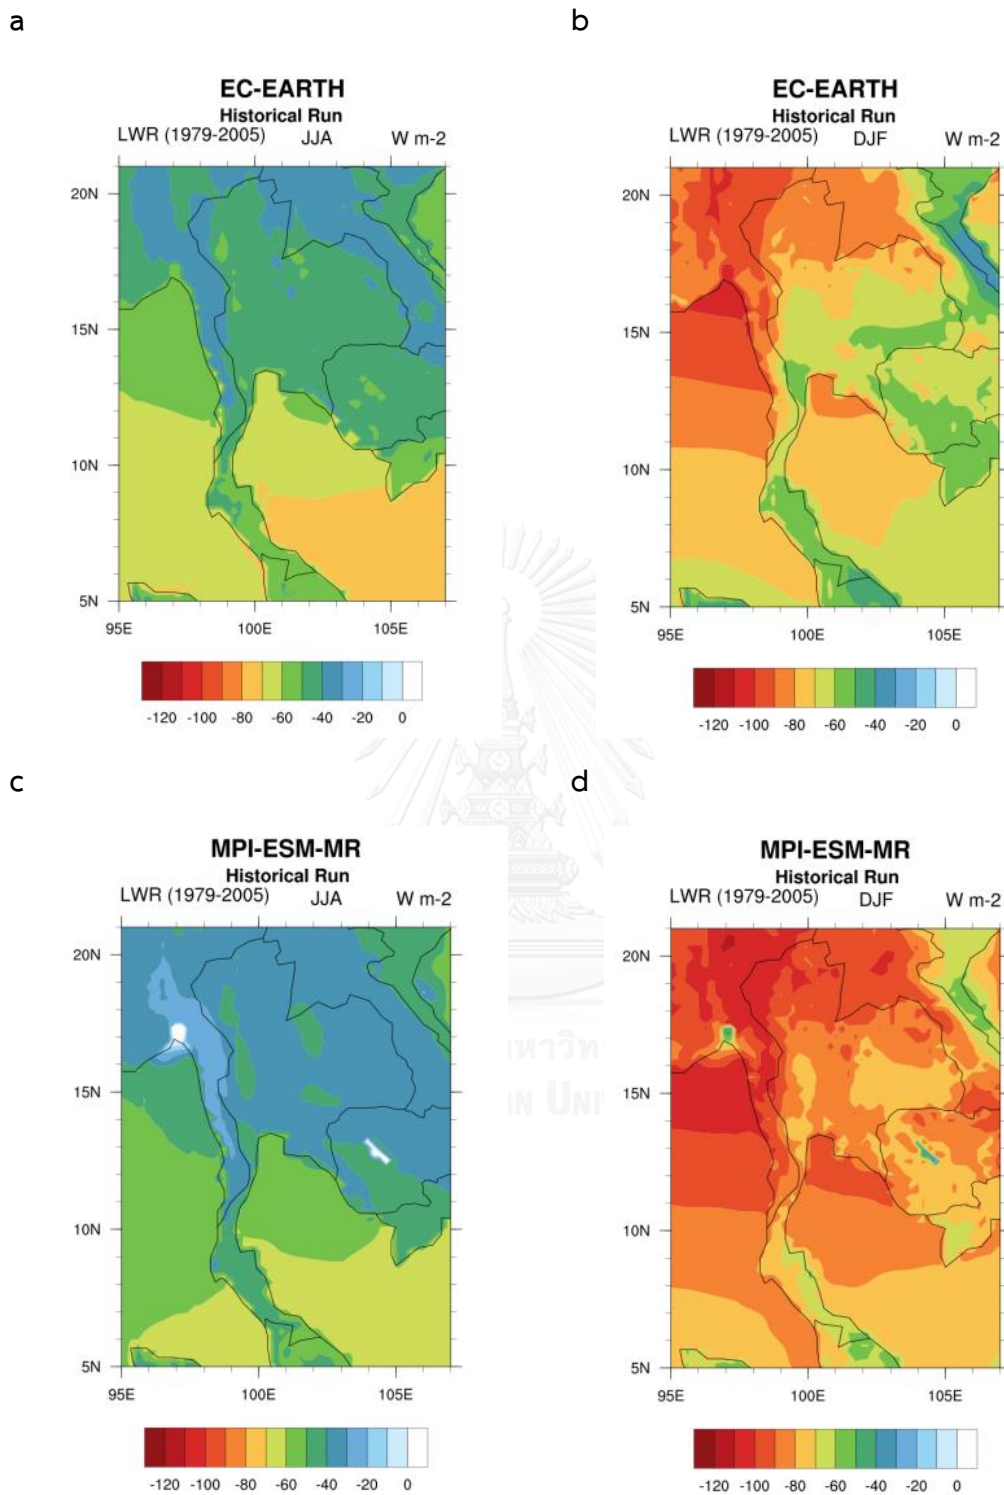 a
b
EC-EARTH
Historical Run
LWR (1979-2005) JJA W m-2
20N
15N
10N
5N
95E 100E 105E
-120 -100 -80 -60 -40 -20 0
EC-EARTH
Historical Run
LWR (1979-2005) DJF W m-2
20N
15N
10N
5N
95E 100E 105E
-120 -100 -80 -60 -40 -20 0
c
d
MPI-ESM-MR
Historical Run
LWR (1979-2005) JJA W m-2
20N
15N
10N
5N
95E 100E 105E
-120 -100 -80 -60 -40 -20 0
MPI-ESM-MR
Historical Run
LWR (1979-2005) DJF W m-2
20N
15N
10N
5N
95E 100E 105E
-120 -100 -80 -60 -40 -20 0